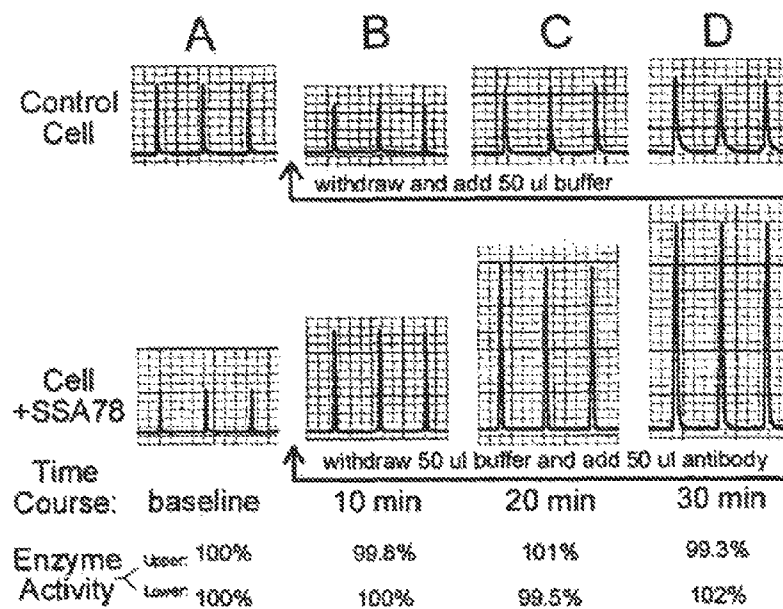 A B C D
Control
Cell
withdraw and add 50 ul buffer
Cell
+SSA78
withdraw 50 ul buffer and add 50 ul antibody
Time
Course: baseline 10 min 20 min 30 min
Enzyme
Activity
Upper: 100% 99.8% 101% 99.3%
Lower: 100% 100% 99.5% 102%